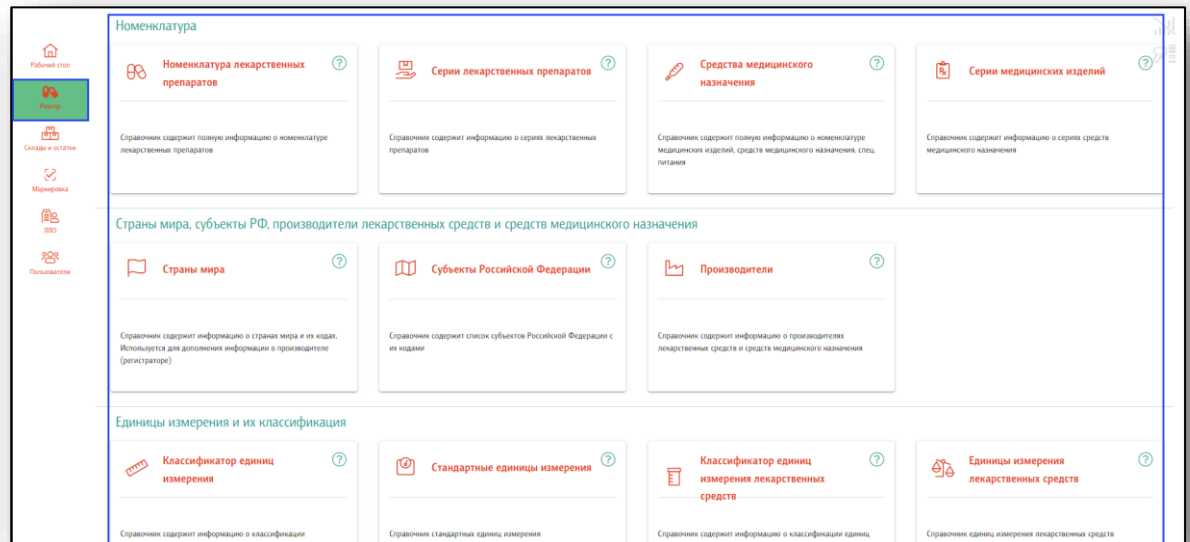 Номенклатура
Рабочий стол
Реестр
Склады и остатки
Маркировка
ЛЛО
Пользователи
Номенклатура лекарственных
препаратов
?
Справочник содержит полную информацию о номенклатуре
лекарственных препаратов
Серии лекарственных препаратов
?
Справочник содержит информацию о сериях лекарственных
препаратов
Средства медицинского
назначения
?
Справочник содержит полную информацию о номенклатуре
медицинских изделий, средств медицинского назначения, спец.
питания
Серии медицинских изделий
?
Справочник содержит информацию о сериях средств
медицинского назначения
Страны мира, субъекты РФ, производители лекарственных средств и средств медицинского назначения
Страны мира
?
Справочник содержит информацию о странах мира и их кодах.
Используется для дополнения информации о производителе
(регистраторе)
Субъекты Российской Федерации
?
Справочник содержит список субъектов Российской Федерации с
их кодами
Производители
?
Справочник содержит информацию о производителях
лекарственных средств и средств медицинского назначения
Единицы измерения и их классификация
Классификатор единиц
измерения
?
Справочник содержит информацию о классификации
Стандартные единицы измерения
?
Справочник стандартных единиц измерения
Классификатор единиц
измерения лекарственных
средств
?
Справочник содержит информацию о классификации единиц
Единицы измерения
лекарственных средств
?
Справочник единиц измерения лекарственных средств